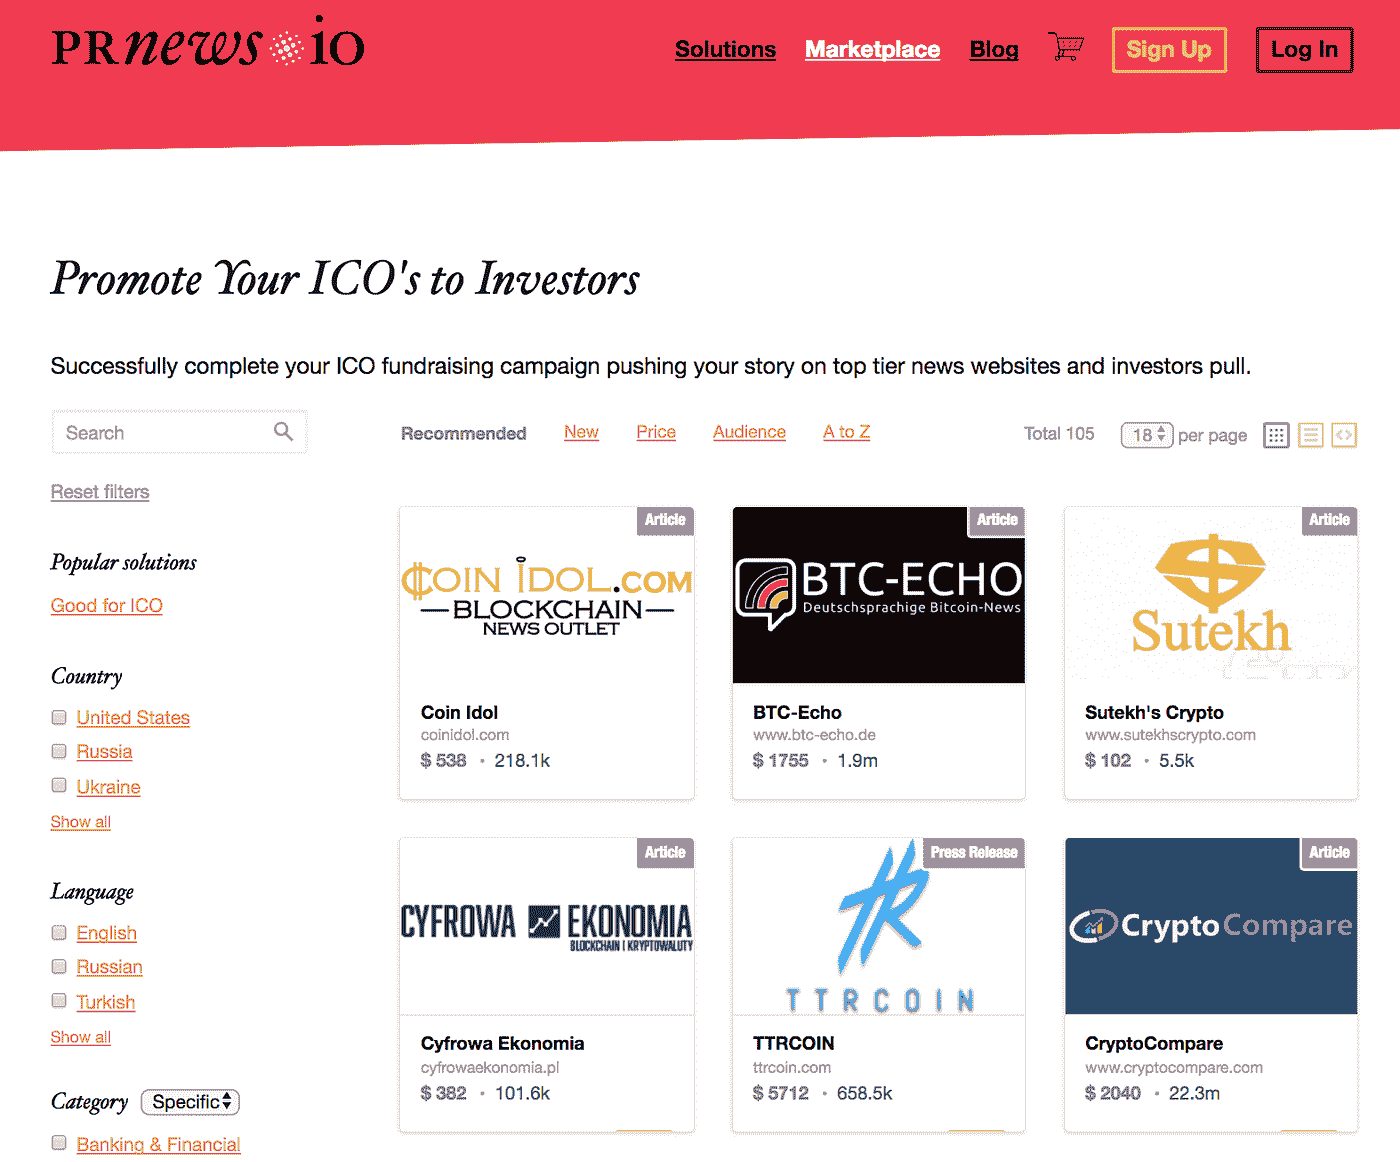 PRnews.io
Solutions Marketplace Blog Sign Up Log In
Promote Your ICO's to Investors
Successfully complete your ICO fundraising campaign pushing your story on top tier news websites and investors pull.
Search
Recommended New Price Audience A to Z Total 105 18 per page
Reset filters
Popular solutions
Good for ICO
Country
United States
Russia
Ukraine
Show all
Language
English
Russian
Turkish
Show all
Category Specific
Banking & Financial
Article
COIN IDOL.COM
BLOCKCHAIN
NEWS OUTLET
Coin Idol
coinidol.com
$ 538 • 218.1k
Article
BTC-ECHO
Deutschsprachige Bitcoin-News
BTC-Echo
www.btc-echo.de
$ 1755 • 1.9m
Article
Sutekh
Sutekh's Crypto
www.sutekhscrypto.com
$ 102 • 5.5k
Article
CYFROWA EKONOMIA
BLOCKCHAIN I KRYPTOWALUTY
Cyfrowa Ekonomia
cyfrowaekonomia.pl
$ 382 • 101.6k
Press Release
TTRCOIN
TTRCOIN
ttrcoin.com
$ 5712 • 658.5k
Article
CryptoCompare
CryptoCompare
www.cryptocompare.com
$ 2040 • 22.3m